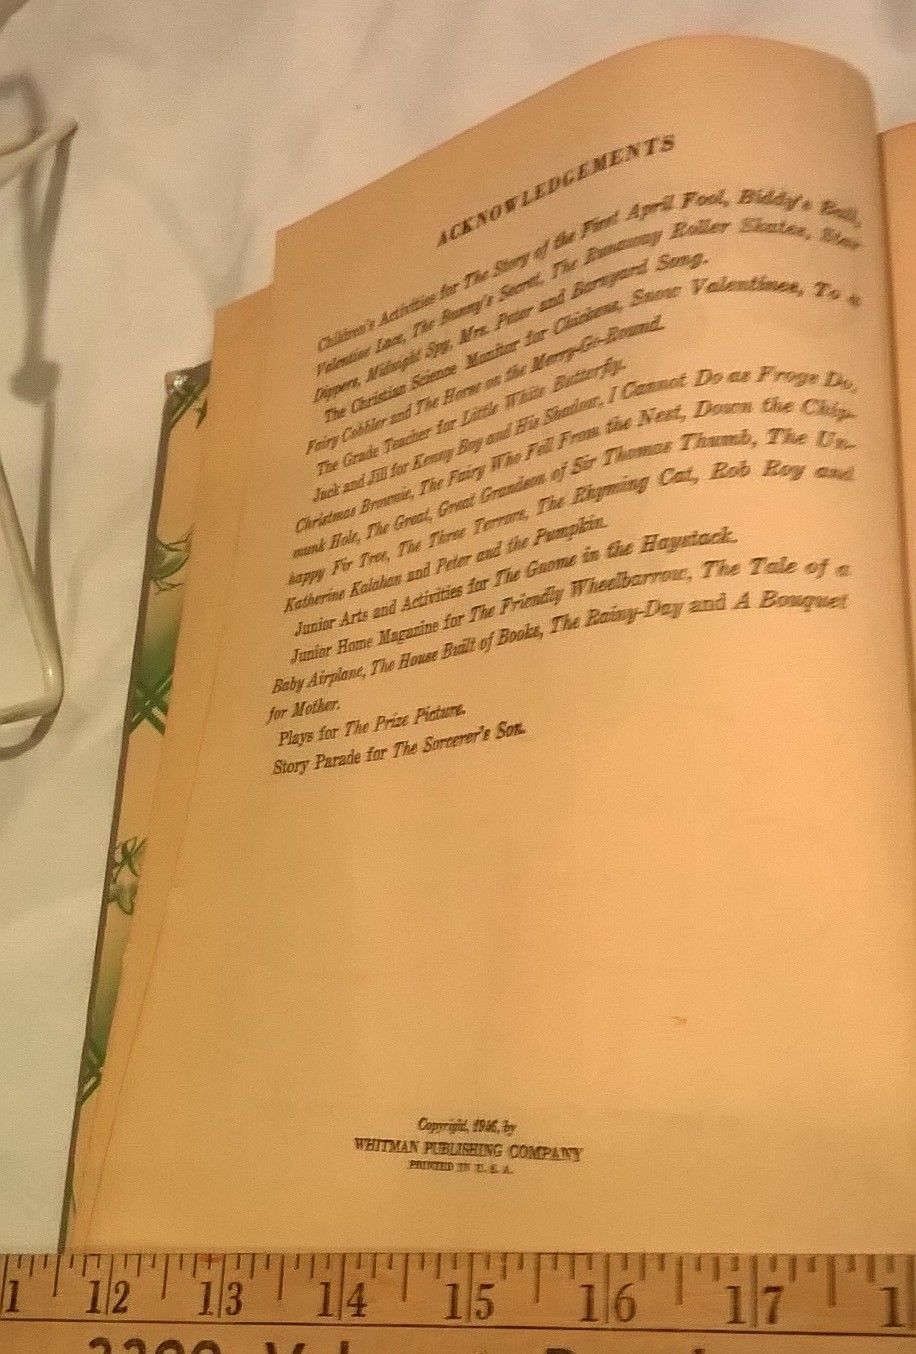 ACKNOWLEDGEMENTS
Children's Activities for The Story of the First April Fool, Biddy's Ball,
Valentine Lace, The Bunny's Secret, The Runaway Roller Skates, Star
Dippers, Midnight Spy, Mrs. Peter and Barnyard Song.
The Christian Science Monitor for Chickens, Snow Valentines, To a
Fairy Cobbler and The Horse on the Merry-Go-Round.
The Grade Teacher for Little White Butterfly.
Jack and Jill for Kenny Boy and His Shadow, I Cannot Do as Frogs Do,
Christmas Brownie, The Fairy Who Fell From the Nest, Down the Chip-
munk Hole, The Great, Great Grandson of Sir Thomas Thumb, The Un-
happy Fir Tree, The Three Terrors, The Rhyming Cat, Rob Roy and
Katherine Kalahan and Peter and the Pumpkin.
Junior Arts and Activities for The Gnome in the Haystack.
Junior Home Magazine for The Friendly Wheelbarrow, The Tale of a
Baby Airplane, The House Built of Books, The Rainy-Day and A Bouquet
for Mother.
Plays for The Prize Picture.
Story Parade for The Sorcerer's Son.
Copyright, 1946, by
WHITMAN PUBLISHING COMPANY
PRINTED IN U. S. A.
1 12 13 14 15 16 17 1